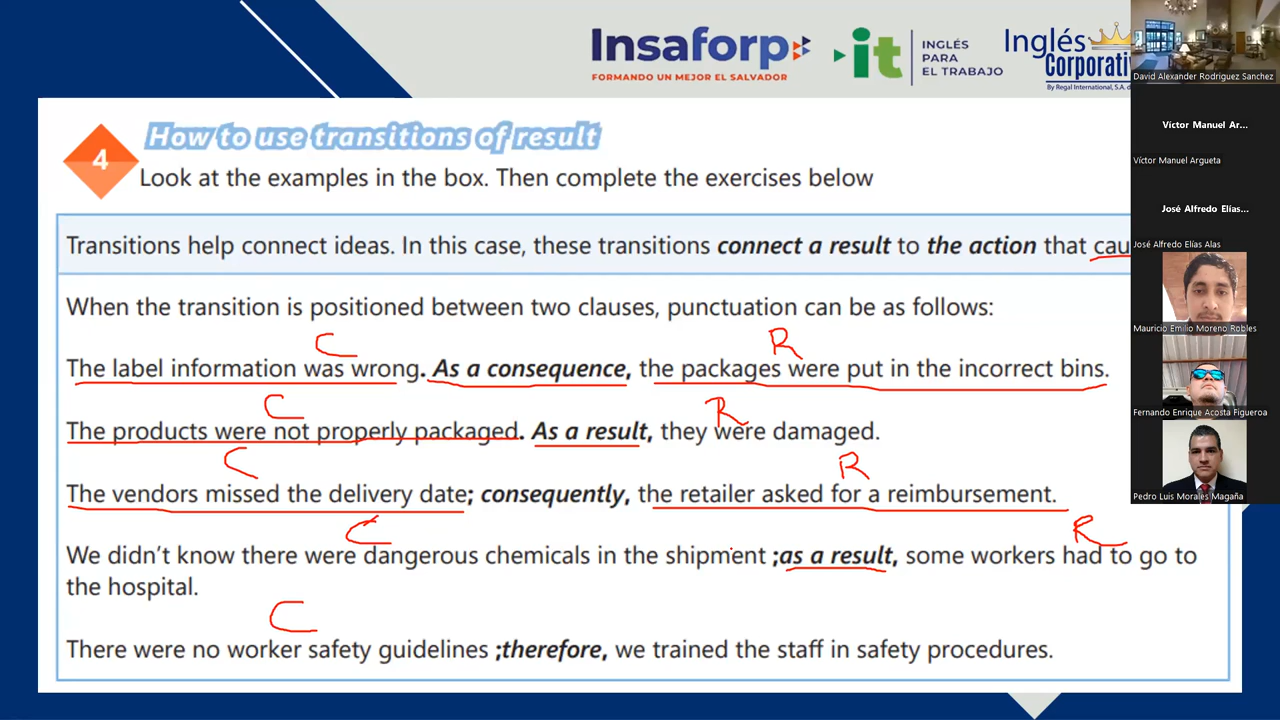 Insaforp
FORMANDO UN MEJOR EL SALVADOR
it
INGLÉS
PARA
EL TRABAJO
Inglés
Corporativ
By Regal International, S.A. d
David Alexander Rodriguez Sanchez
Víctor Manuel Ar...
Víctor Manuel Argueta
José Alfredo Elías...
José Alfredo Elías Alas
Mauricio Emilio Moreno Robles
Fernando Enrique Acosta Figueroa
Pedro Luis Morales Magaña
4
How to use transitions of result
Look at the examples in the box. Then complete the exercises below
Transitions help connect ideas. In this case, these transitions connect a result to the action that cau
When the transition is positioned between two clauses, punctuation can be as follows:
C R
The label information was wrong. As a consequence, the packages were put in the incorrect bins.
C R
The products were not properly packaged. As a result, they were damaged.
C R
The vendors missed the delivery date; consequently, the retailer asked for a reimbursement.
C R
We didn't know there were dangerous chemicals in the shipment ;as a result, some workers had to go to
the hospital.
C
There were no worker safety guidelines ;therefore, we trained the staff in safety procedures.